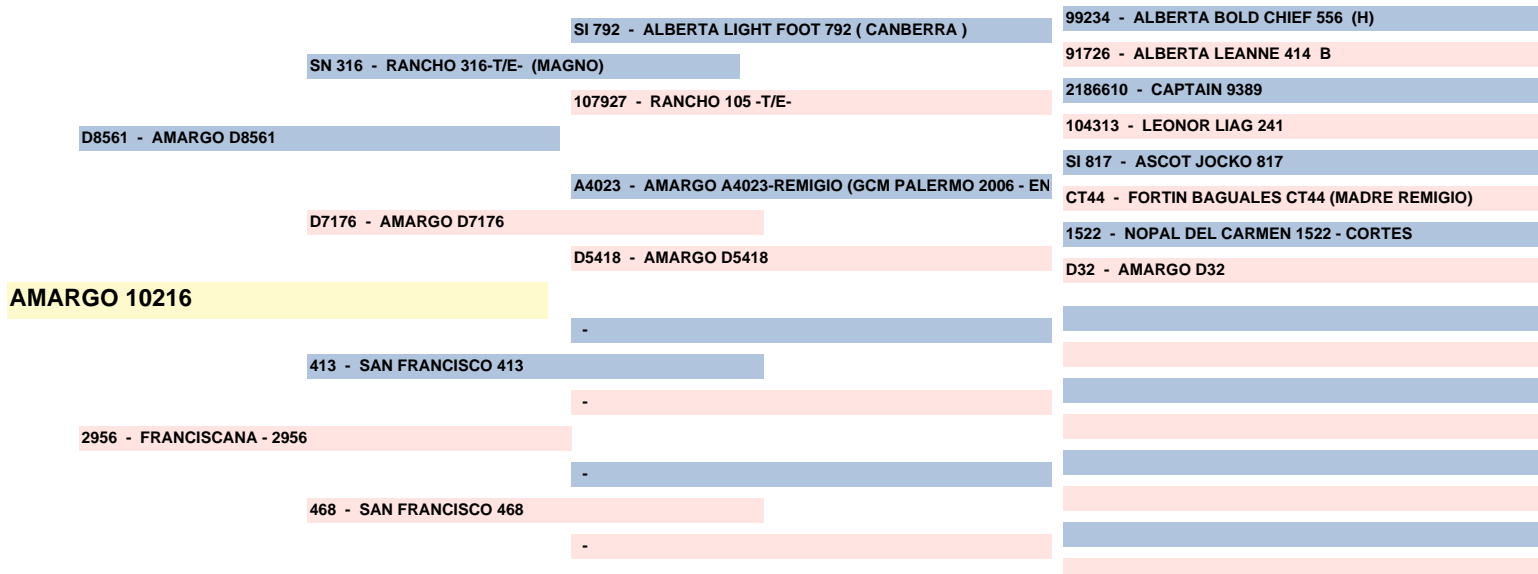 99234 - ALBERTA BOLD CHIEF 556 (H)
SI 792 - ALBERTA LIGHT FOOT 792 ( CANBERRA )
91726 - ALBERTA LEANNE 414 B
SN 316 - RANCHO 316-T/E- (MAGNO)
2186610 - CAPTAIN 9389
107927 - RANCHO 105 -T/E-
104313 - LEONOR LIAG 241
D8561 - AMARGO D8561
SI 817 - ASCOT JOCKO 817
A4023 - AMARGO A4023-REMIGIO (GCM PALERMO 2006 - EN
CT44 - FORTIN BAGUALES CT44 (MADRE REMIGIO)
D7176 - AMARGO D7176
1522 - NOPAL DEL CARMEN 1522 - CORTES
D5418 - AMARGO D5418
D32 - AMARGO D32
AMARGO 10216
-
413 - SAN FRANCISCO 413
-
2956 - FRANCISCANA - 2956
-
468 - SAN FRANCISCO 468
-